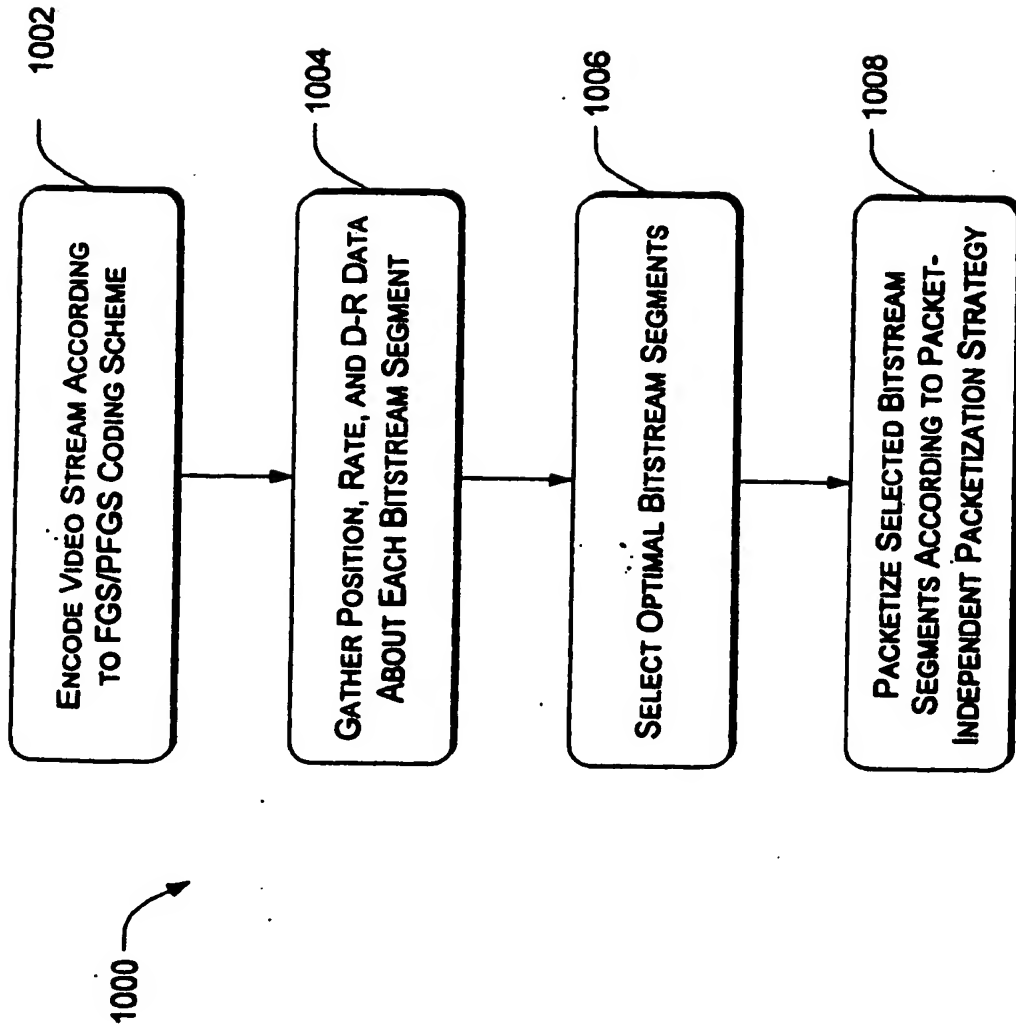 1000
1002
ENCODE VIDEO STREAM ACCORDING
TO FGS/PFGS CODING SCHEME
1004
GATHER POSITION, RATE, AND D-R DATA
ABOUT EACH BITSTREAM SEGMENT
1006
SELECT OPTIMAL BITSTREAM SEGMENTS
1008
PACKETIZE SELECTED BITSTREAM
SEGMENTS ACCORDING TO PACKET-
INDEPENDENT PACKETIZATION STRATEGY